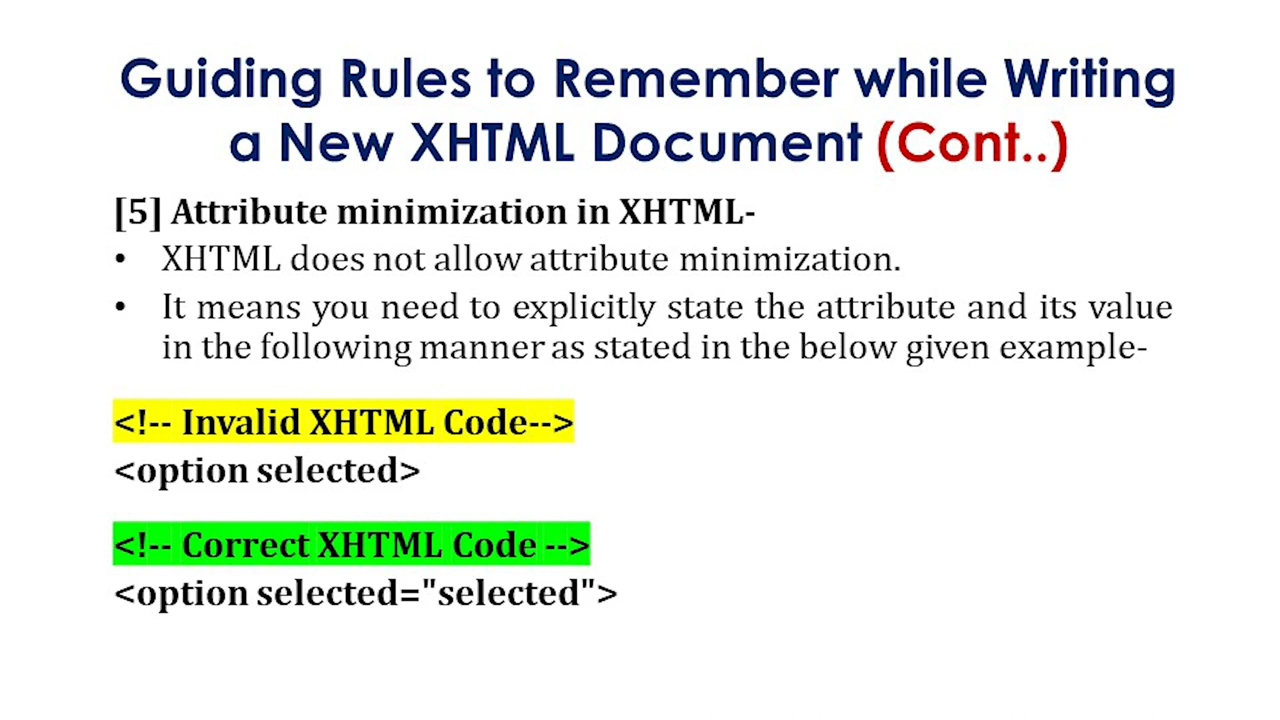 Guiding Rules to Remember while Writing
a New XHTML Document (Cont..)
[5] Attribute minimization in XHTML-
• XHTML does not allow attribute minimization.
• It means you need to explicitly state the attribute and its value
in the following manner as stated in the below given example-
<!-- Invalid XHTML Code-->
<option selected>
<!-- Correct XHTML Code -->
<option selected="selected">